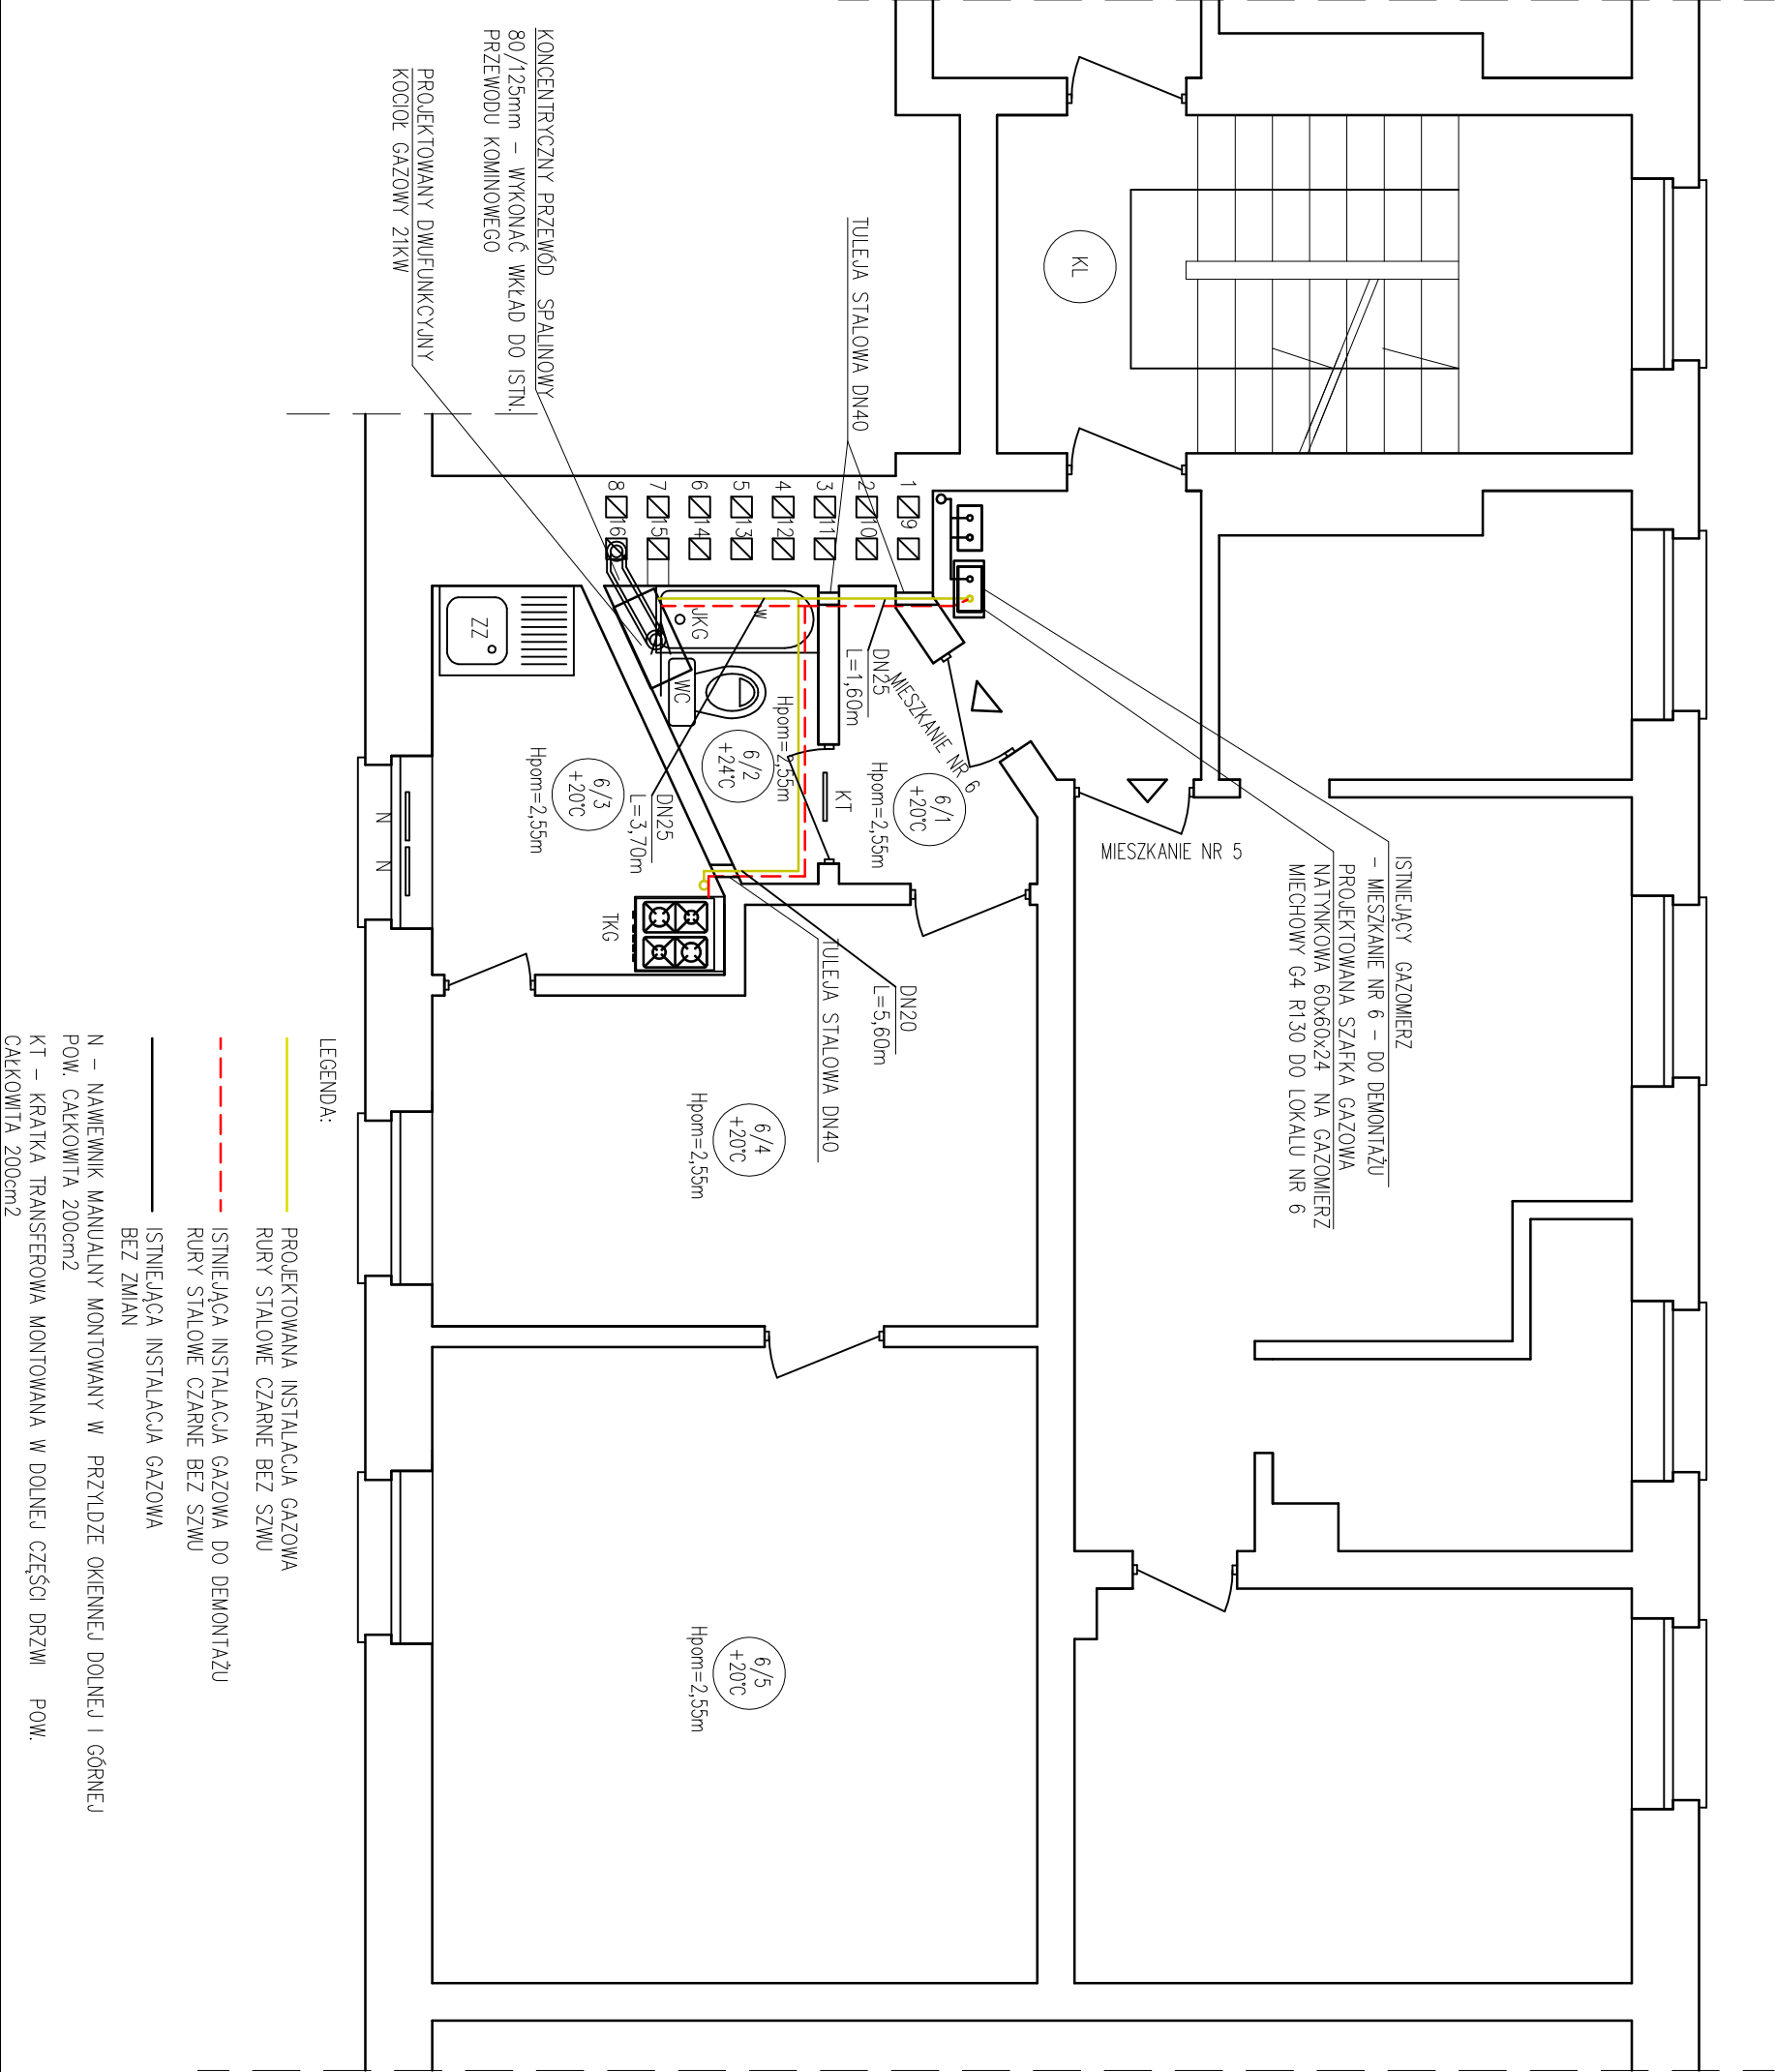 KONCENTRYCZNY PRZEWÓD SPALINOWY
80/125mm – WYKONAĆ WKŁAD DO ISTN.
PRZEWODU KOMINOWEGO
PROJEKTOWANY DWUFUNKCYJNY
KOCIOŁ GAZOWY 21KW
TULEJA STALOWA DN40
KL
1
2
3
4
5
6
7
8
9
10
11
12
13
14
15
16
ZZ
JKG
W
WC
DN25
L=1,60m
MIESZKANIE NR 6
Hpom=2,55m
6/2
+24°C
6/1
+20°C
Hpom=2,55m
KT
6/3
+20°C
Hpom=2,55m
DN25
L=3,70m
N
N
TKG
MIESZKANIE NR 5
ISTNIEJĄCY GAZOMIERZ
– MIESZKANIE NR 6 – DO DEMONTAŻU
PROJEKTOWANA SZAFKA GAZOWA
NATYNKOWA 60x60x24 NA GAZOMIERZ
MIECHOWY G4 R130 DO LOKALU NR 6
DN20
L=5,60m
TULEJA STALOWA DN40
6/4
+20°C
Hpom=2,55m
6/5
+20°C
Hpom=2,55m
LEGENDA:
PROJEKTOWANA INSTALACJA GAZOWA
RURY STALOWE CZARNE BEZ SZWU
ISTNIEJĄCA INSTALACJA GAZOWA DO DEMONTAŻU
RURY STALOWE CZARNE BEZ SZWU
ISTNIEJĄCA INSTALACJA GAZOWA
BEZ ZMIAN
N – NAWIEWNIK MANUALNY MONTOWANY W PRZYLDZE OKIENNEJ DOLNEJ I GÓRNEJ
POW. CAŁKOWITA 200cm2
KT – KRATKA TRANSFEROWA MONTOWANA W DOLNEJ CZĘŚCI DRZWI POW.
CAŁKOWITA 200cm2